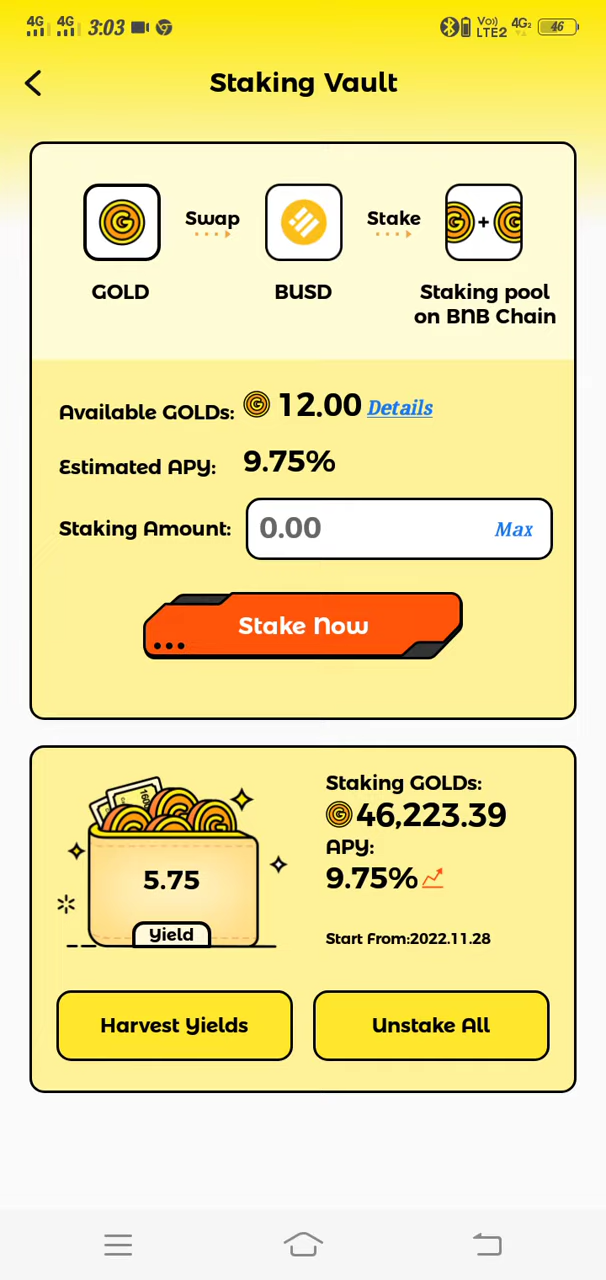 4G 4G 3:03 Vo) LTE2 4G2 46
Staking Vault
Swap
Stake
G G + G
GOLD
BUSD
Staking pool
on BNB Chain
Available GOLDs: G 12.00 Details
Estimated APY: 9.75%
Staking Amount: 0.00 Max
Stake Now
Staking GOLDs:
G 46,223.39
APY:
9.75%
5.75
Yield
Start From:2022.11.28
Harvest Yields
Unstake All